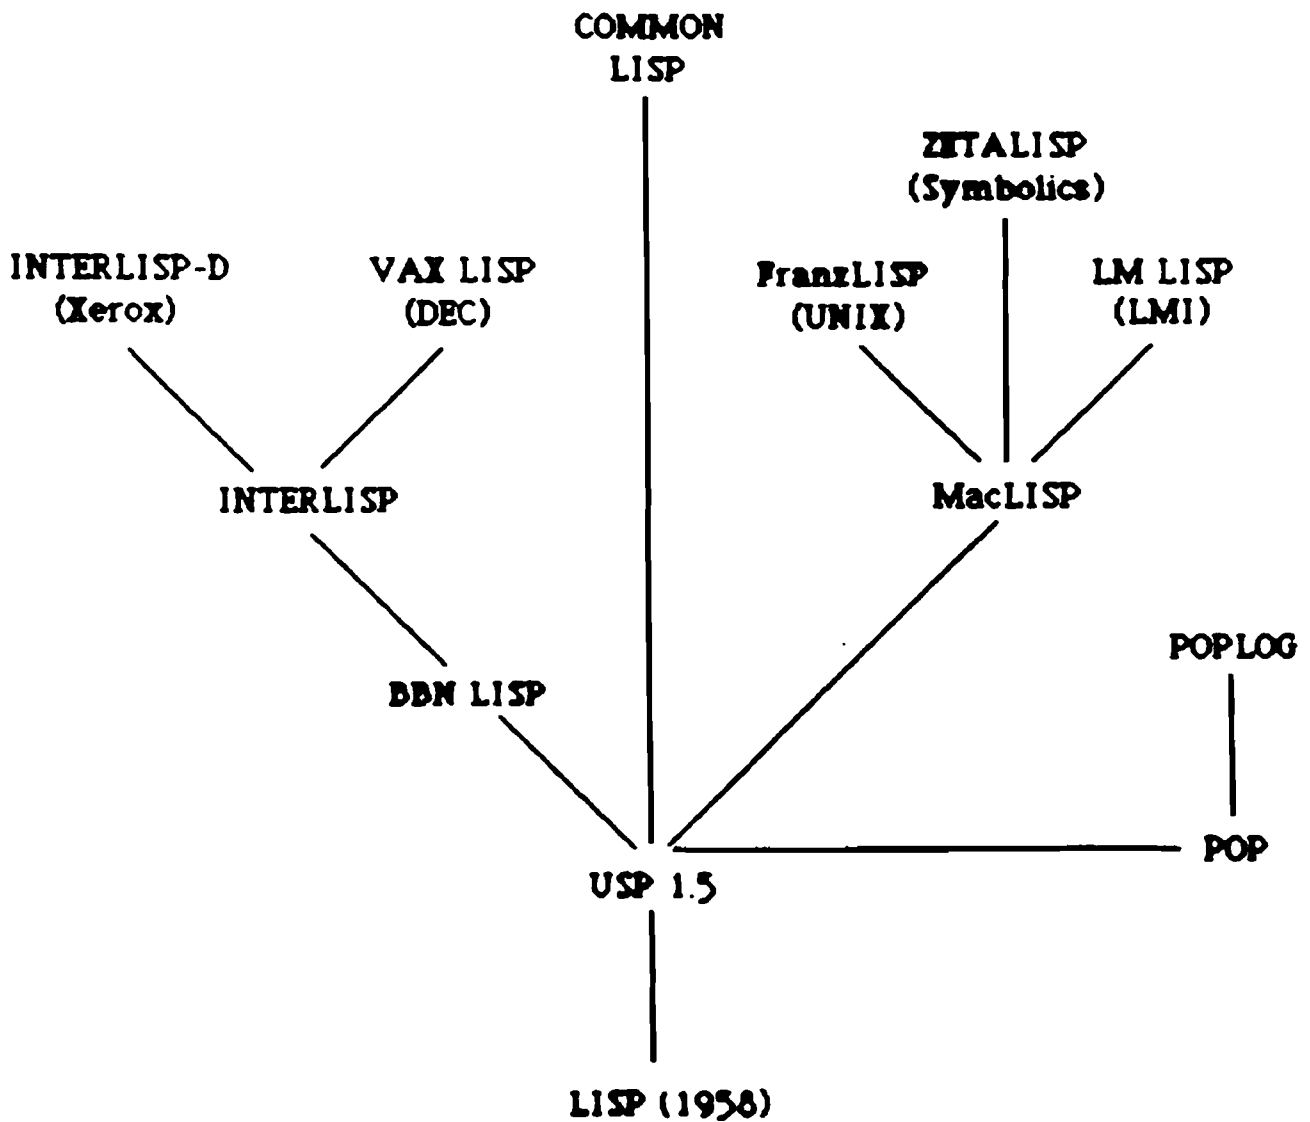 COMMON
LISP
ZETALISP
(Symbolics)
INTERLISP-D
(Xerox)
VAX LISP
(DEC)
FranzLISP
(UNIX)
LM LISP
(LMI)
INTERLISP
MacLISP
POPLOG
BBN LISP
POP
USP 1.5
LISP (1958)